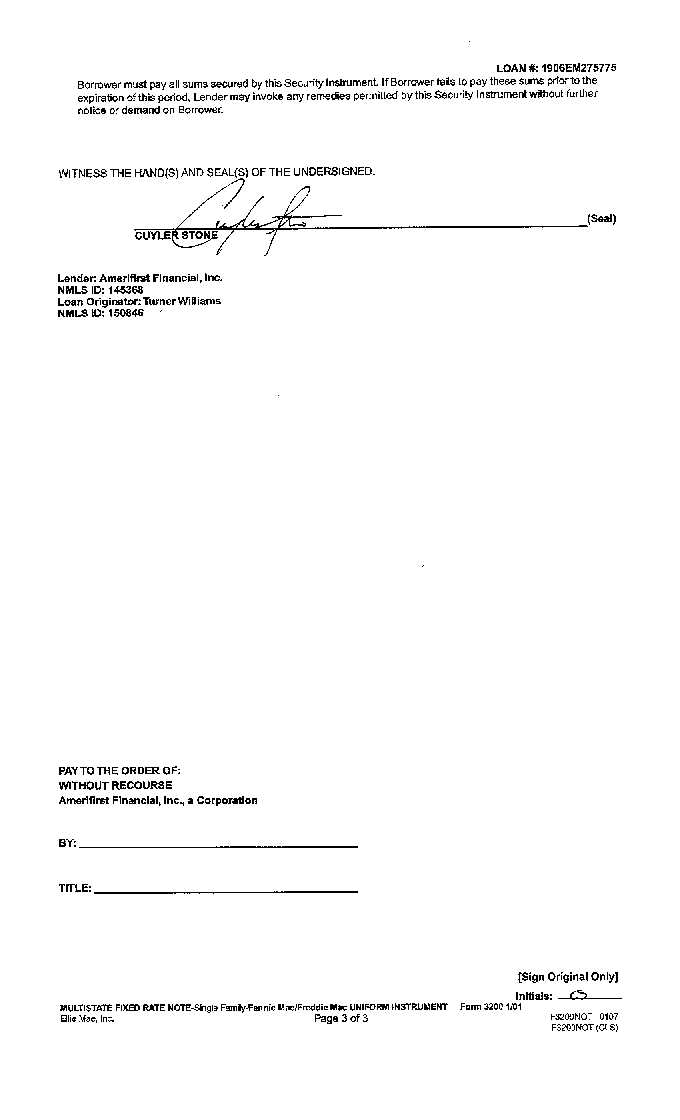 LOAN #: 1906EM275775
Borrower must pay all sums secured by this Security Instrument. If Borrower fails to pay these sums prior to the
expiration of this period, Lender may invoke any remedies permitted by this Security Instrument without further
notice or demand on Borrower.
WITNESS THE HAND(S) AND SEAL(S) OF THE UNDERSIGNED.
(Seal)
CUYLER STONE
Lender: Amerifirst Financial, Inc.
NMLS ID: 145368
Loan Originator: Turner Williams
NMLS ID: 150846
PAY TO THE ORDER OF:
WITHOUT RECOURSE
Amerifirst Financial, Inc., a Corporation
BY:
TITLE:
[Sign Original Only]
Initials: CS
MULTISTATE FIXED RATE NOTE-Single Family-Fannie Mae/Freddie Mac UNIFORM INSTRUMENT Form 3200 1/01
Ellie Mae, Inc. Page 3 of 3 F3200NOT 0107
F3200NOT (CLS)